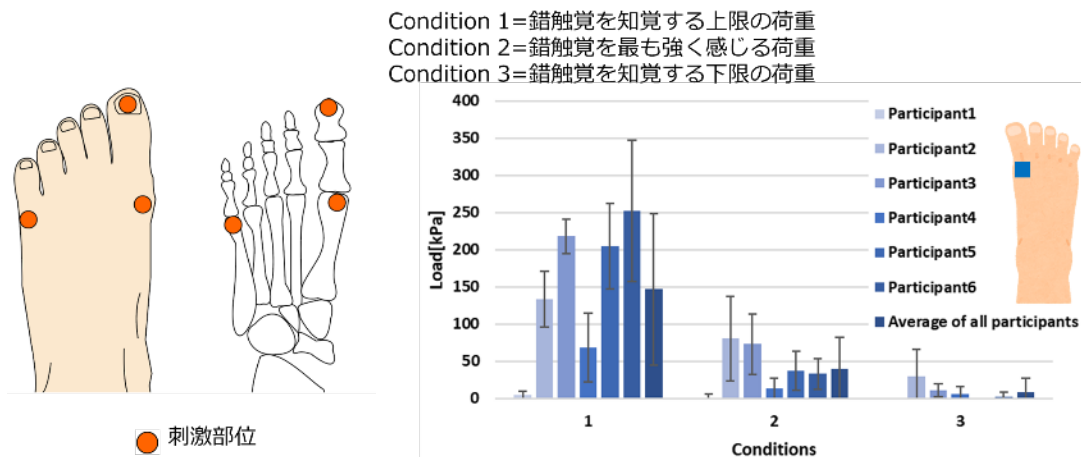 Condition 1=錯触覚を知覚する上限の荷重
Condition 2=錯触覚を最も強く感じる荷重
Condition 3=錯触覚を知覚する下限の荷重
400
350
300
250
200
150
100
50
0
Load[kPa]
1
2
3
Conditions
Participant1
Participant2
Participant3
Participant4
Participant5
Participant6
Average of all participants
刺激部位